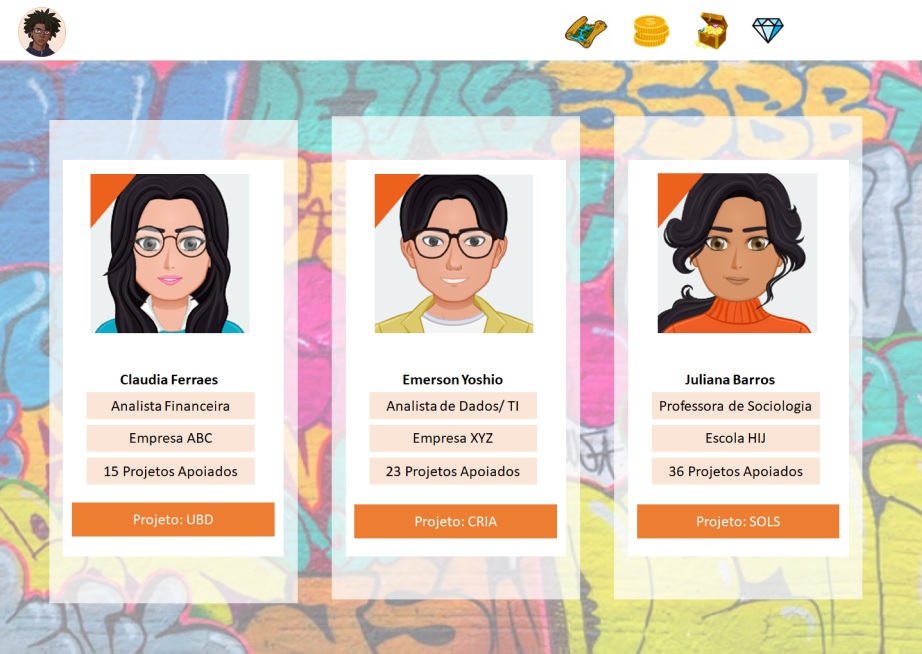 Claudia Ferraes
Analista Financeira
Empresa ABC
15 Projetos Apoiados
Projeto: UBD
Emerson Yoshio
Analista de Dados/ TI
Empresa XYZ
23 Projetos Apoiados
Projeto: CRIA
Juliana Barros
Professora de Sociologia
Escola HIJ
36 Projetos Apoiados
Projeto: SOLS